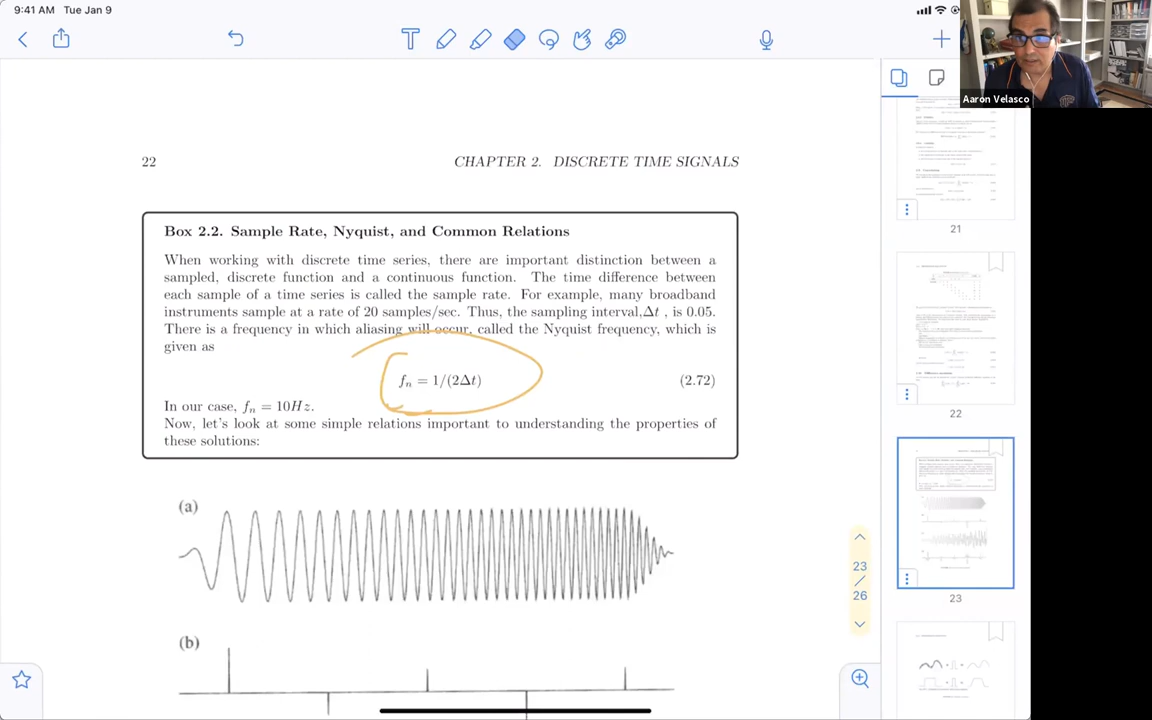 9:41 AM Tue Jan 9
Aaron Velasco
22
CHAPTER 2. DISCRETE TIME SIGNALS
Box 2.2. Sample Rate, Nyquist, and Common Relations
When working with discrete time series, there are important distinction between a
sampled, discrete function and a continuous function. The time difference between
each sample of a time series is called the sample rate. For example, many broadband
instruments sample at a rate of 20 samples/sec. Thus, the sampling interval,Δt , is 0.05.
There is a frequency in which aliasing will occur, called the Nyquist frequency, which is
given as
fₙ = 1/(2Δt) (2.72)
In our case, fₙ = 10Hz.
Now, let's look at some simple relations important to understanding the properties of
these solutions:
(a)
(b)
23
/
26
21
22
23